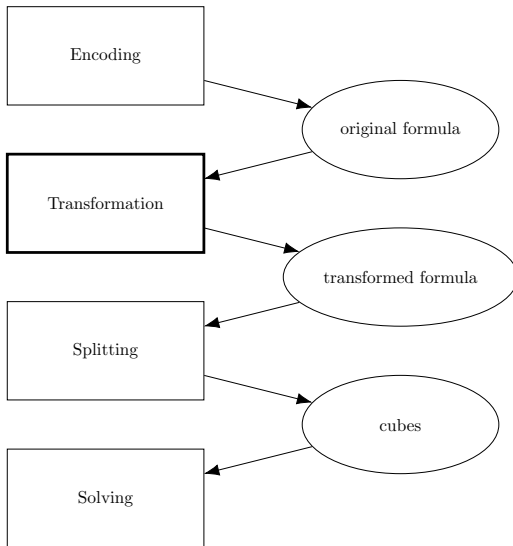 Encoding
original formula
Transformation
transformed formula
Splitting
cubes
Solving